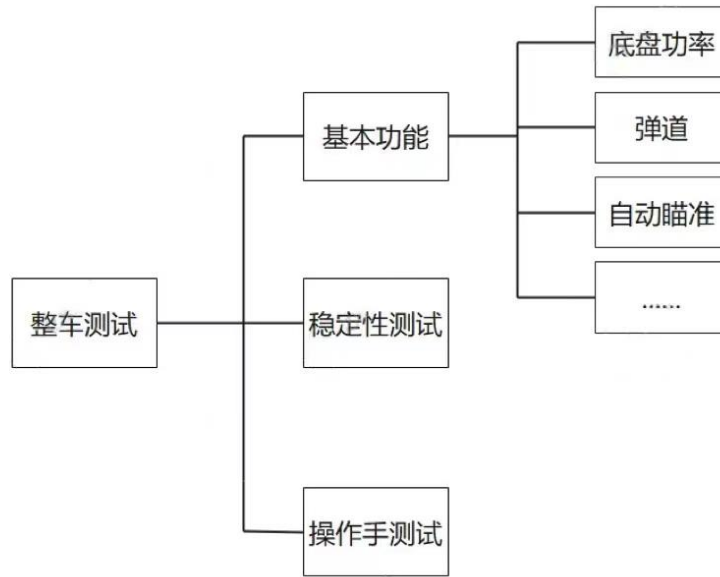 底盘功率
基本功能
弹道
自动瞄准
......
整车测试
稳定性测试
操作手测试